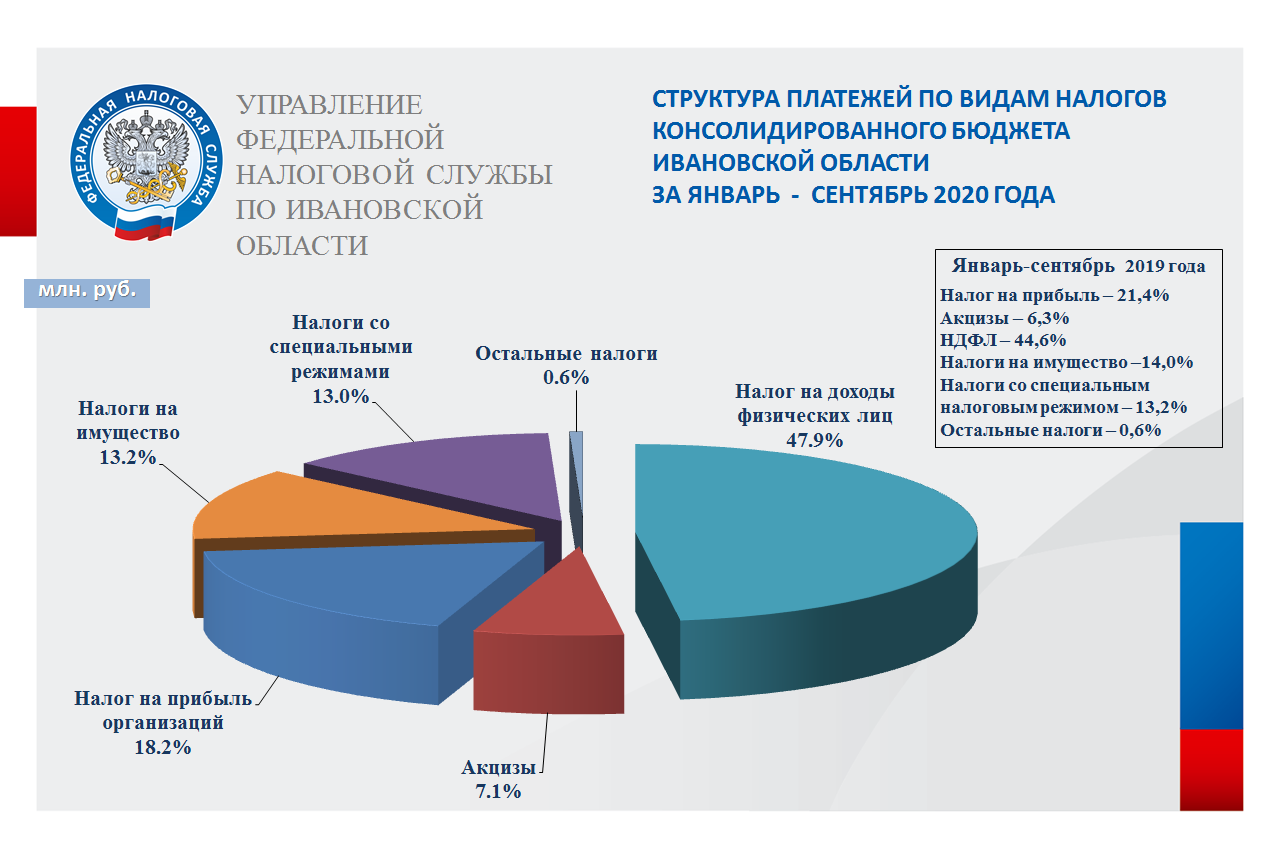 ФЕДЕРАЛЬНАЯ НАЛОГОВАЯ СЛУЖБА
УПРАВЛЕНИЕ
ФЕДЕРАЛЬНОЙ
НАЛОГОВОЙ СЛУЖБЫ
ПО ИВАНОВСКОЙ
ОБЛАСТИ
СТРУКТУРА ПЛАТЕЖЕЙ ПО ВИДАМ НАЛОГОВ
КОНСОЛИДИРОВАННОГО БЮДЖЕТА
ИВАНОВСКОЙ ОБЛАСТИ
ЗА ЯНВАРЬ - СЕНТЯБРЬ 2020 ГОДА
млн. руб.
Январь-сентябрь 2019 года
Налог на прибыль – 21,4%
Акцизы – 6,3%
НДФЛ – 44,6%
Налоги на имущество –14,0%
Налоги со специальным
налоговым режимом – 13,2%
Остальные налоги – 0,6%
Налоги со
специальными
режимами
13.0%
Остальные налоги
0.6%
Налог на доходы
физических лиц
47.9%
Налоги на
имущество
13.2%
Налог на прибыль
организаций
18.2%
Акцизы
7.1%